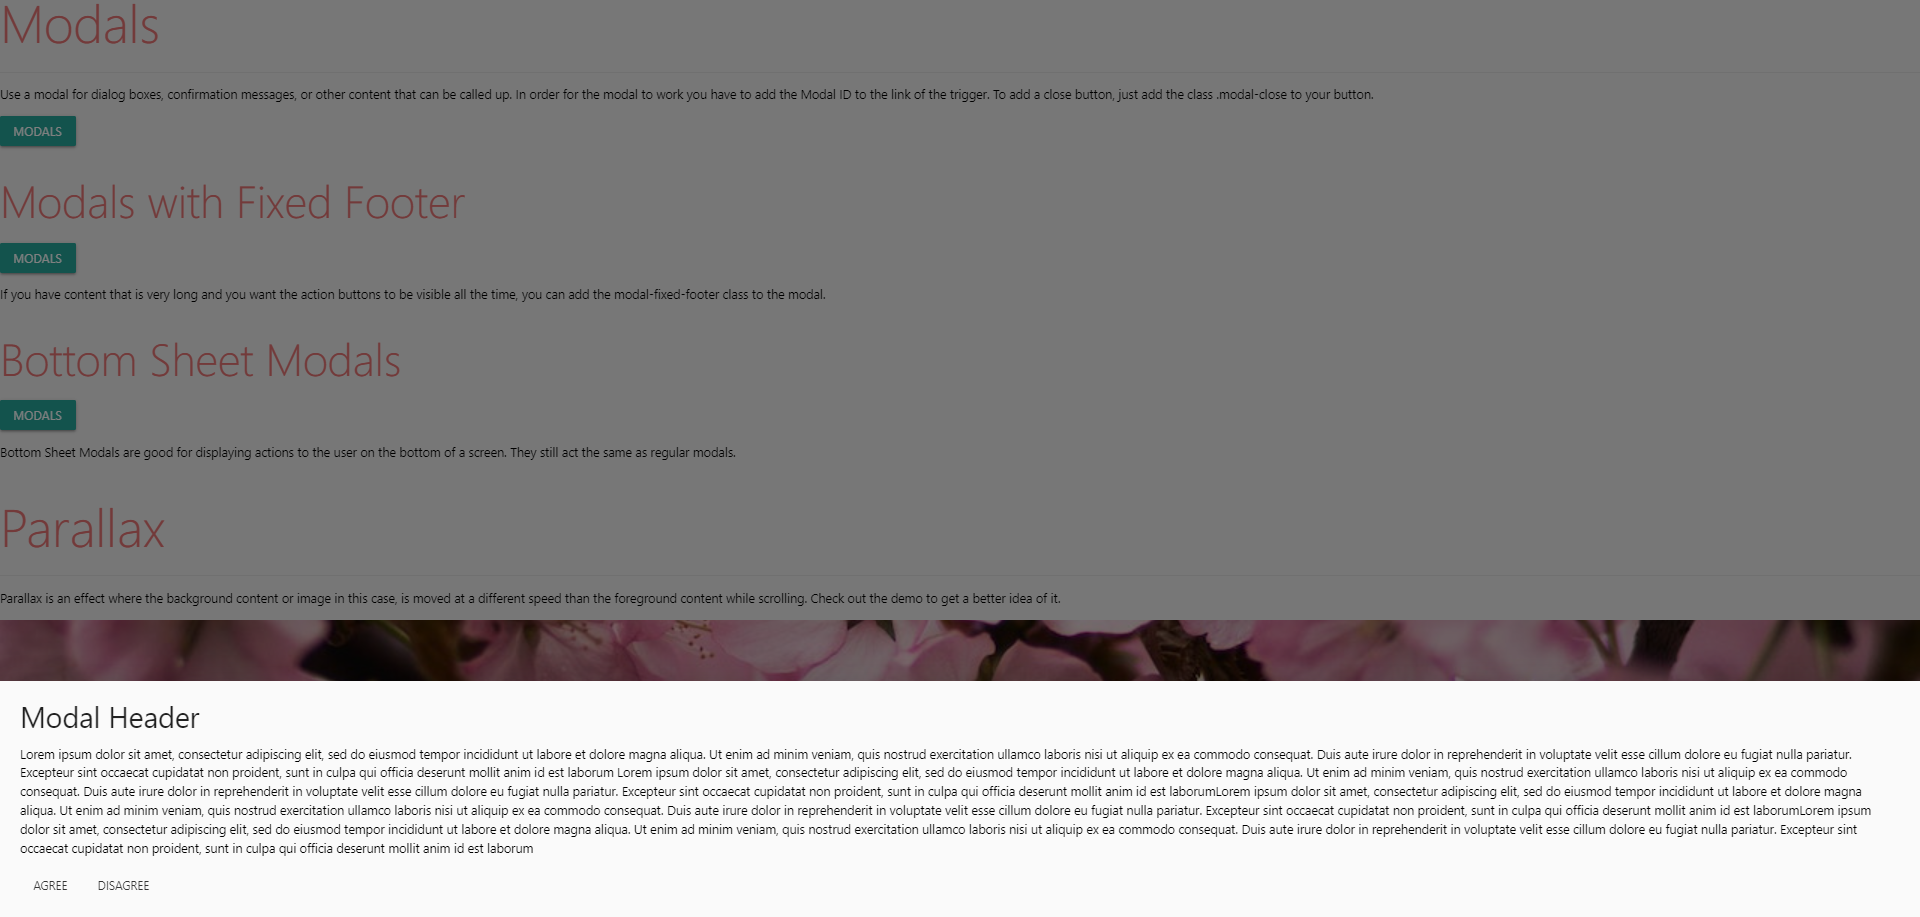 Modals
Use a modal for dialog boxes, confirmation messages, or other content that can be called up. In order for the modal to work you have to add the Modal ID to the link of the trigger. To add a close button, just add the class .modal-close to your button.
MODALS
Modals with Fixed Footer
MODALS
If you have content that is very long and you want the action buttons to be visible all the time, you can add the modal-fixed-footer class to the modal.
Bottom Sheet Modals
MODALS
Bottom Sheet Modals are good for displaying actions to the user on the bottom of a screen. They still act the same as regular modals.
Parallax
Parallax is an effect where the background content or image in this case, is moved at a different speed than the foreground content while scrolling. Check out the demo to get a better idea of it.
Modal Header
Lorem ipsum dolor sit amet, consectetur adipiscing elit, sed do eiusmod tempor incididunt ut labore et dolore magna aliqua. Ut enim ad minim veniam, quis nostrud exercitation ullamco laboris nisi ut aliquip ex ea commodo consequat. Duis aute irure dolor in reprehenderit in voluptate velit esse cillum dolore eu fugiat nulla pariatur.
Excepteur sint occaecat cupidatat non proident, sunt in culpa qui officia deserunt mollit anim id est laborum Lorem ipsum dolor sit amet, consectetur adipiscing elit, sed do eiusmod tempor incididunt ut labore et dolore magna aliqua. Ut enim ad minim veniam, quis nostrud exercitation ullamco laboris nisi ut aliquip ex ea commodo
consequat. Duis aute irure dolor in reprehenderit in voluptate velit esse cillum dolore eu fugiat nulla pariatur. Excepteur sint occaecat cupidatat non proident, sunt in culpa qui officia deserunt mollit anim id est laborumLorem ipsum dolor sit amet, consectetur adipiscing elit, sed do eiusmod tempor incididunt ut labore et dolore magna
aliqua. Ut enim ad minim veniam, quis nostrud exercitation ullamco laboris nisi ut aliquip ex ea commodo consequat. Duis aute irure dolor in reprehenderit in voluptate velit esse cillum dolore eu fugiat nulla pariatur. Excepteur sint occaecat cupidatat non proident, sunt in culpa qui officia deserunt mollit anim id est laborumLorem ipsum
dolor sit amet, consectetur adipiscing elit, sed do eiusmod tempor incididunt ut labore et dolore magna aliqua. Ut enim ad minim veniam, quis nostrud exercitation ullamco laboris nisi ut aliquip ex ea commodo consequat. Duis aute irure dolor in reprehenderit in voluptate velit esse cillum dolore eu fugiat nulla pariatur. Excepteur sint
occaecat cupidatat non proident, sunt in culpa qui officia deserunt mollit anim id est laborum
AGREE DISAGREE